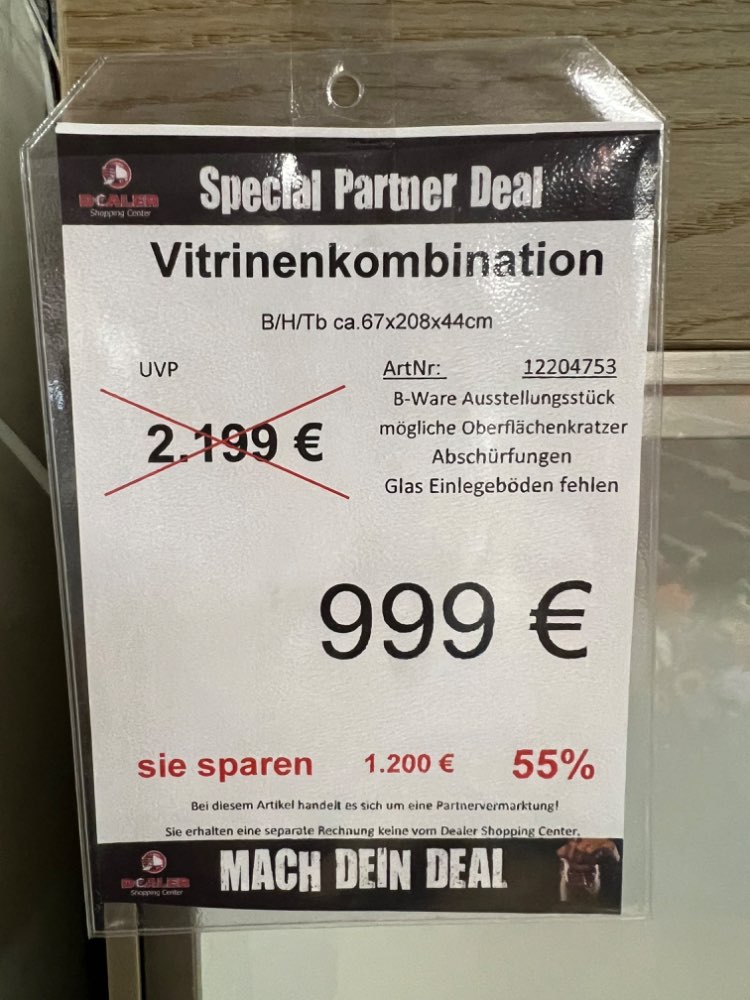 DEALER
Shopping Center
Special Partner Deal
Vitrinenkombination
B/H/Tb ca.67x208x44cm
UVP
2.199 €
ArtNr: 12204753
B-Ware Ausstellungsstück
mögliche Oberflächenkratzer
Abschürfungen
Glas Einlegeböden fehlen
999 €
sie sparen 1.200 € 55%
Bei diesem Artikel handelt es sich um eine Partnervermarktung!
Sie erhalten eine separate Rechnung keine vom Dealer Shopping Center.
DEALER
Shopping Center
MACH DEIN DEAL